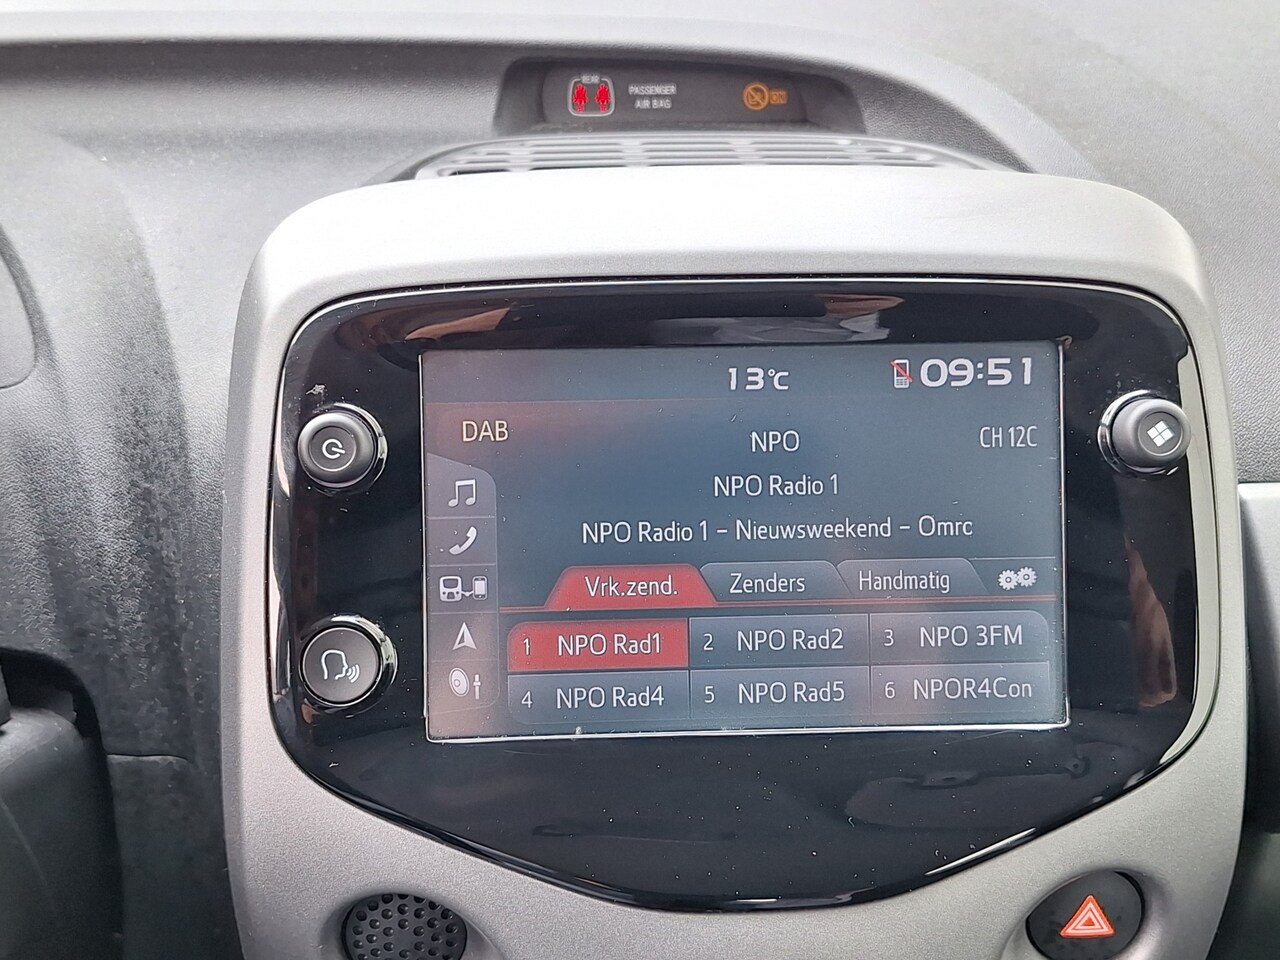 REAR
PASSENGER
AIR BAG
ON
13°C
09:51
DAB
NPO
CH 12C
NPO Radio 1
NPO Radio 1 - Nieuwsweekend - Omrc
Vrk.zend.
Zenders
Handmatig
1 NPO Rad1
2 NPO Rad2
3 NPO 3FM
4 NPO Rad4
5 NPO Rad5
6 NPOR4Con